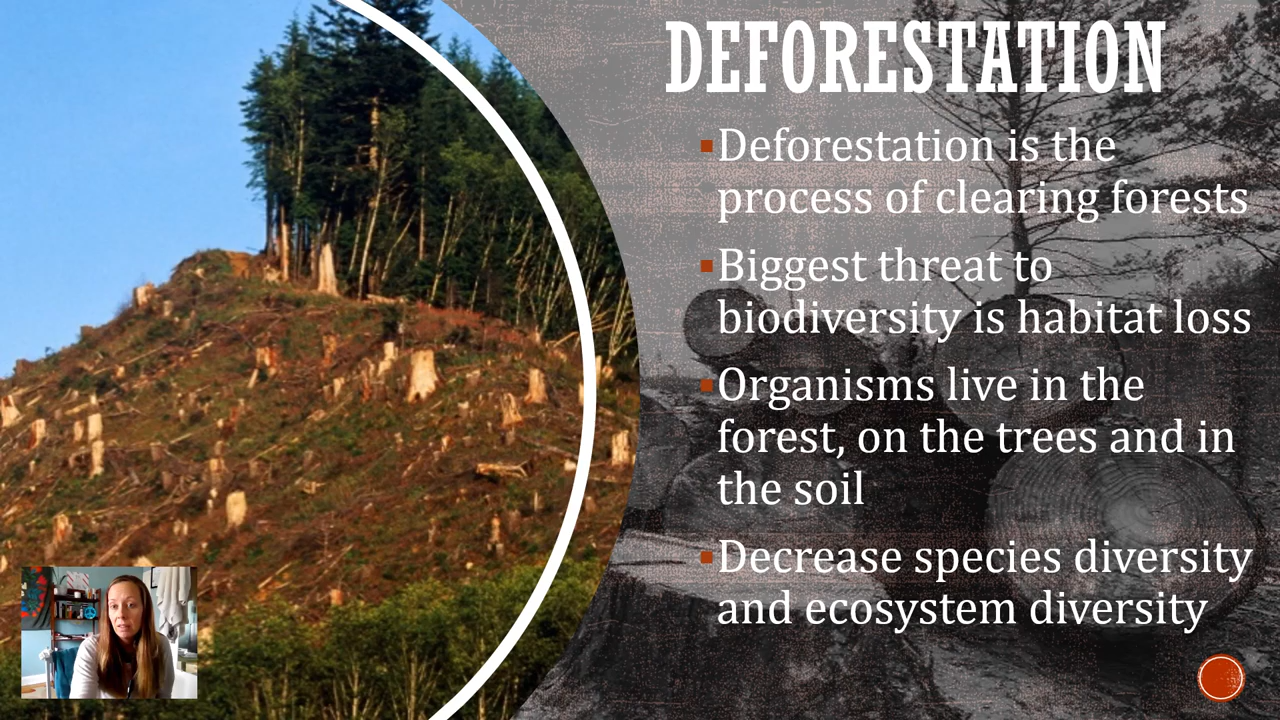 DEFORESTATION
Deforestation is the
process of clearing forests
Biggest threat to
biodiversity is habitat loss
Organisms live in the
forest, on the trees and in
the soil
Decrease species diversity
and ecosystem diversity